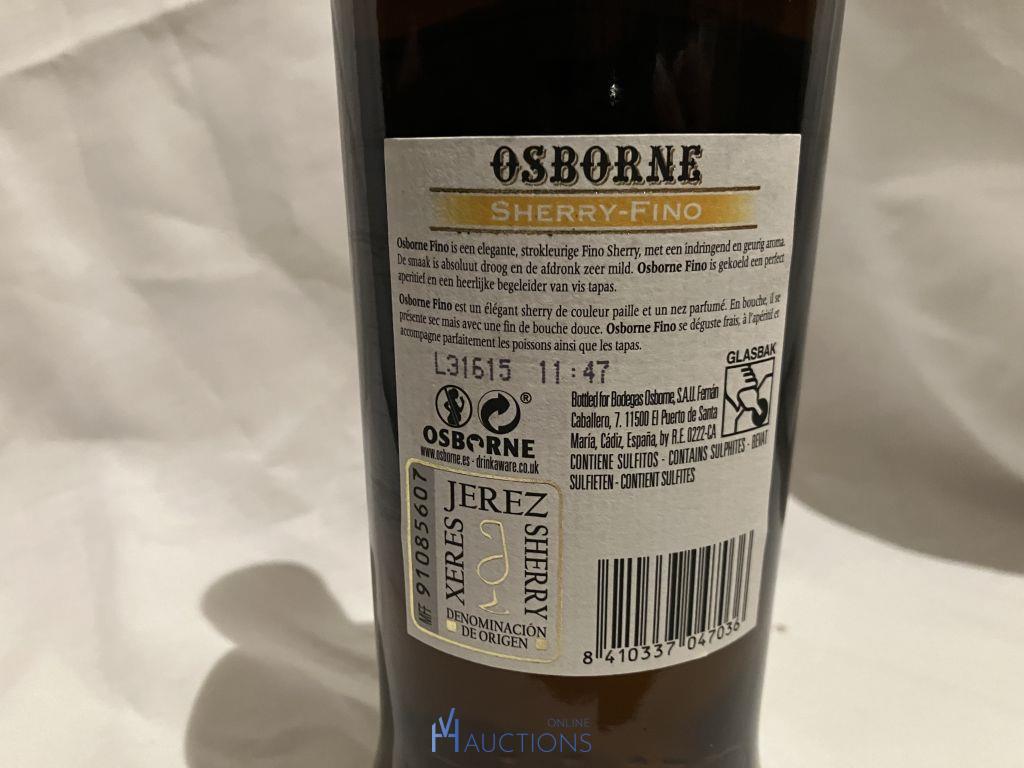 OSBORNE
SHERRY-FINO
Osborne Fino is een elegante, strokleurige Fino Sherry, met een indringend en geurig aroma.
De smaak is absoluut droog en de afdronk zeer mild. Osborne Fino is gekoeld een perfect
aperitief en een heerlijke begeleider van vis tapas.
Osborne Fino est un élégant sherry de couleur paille et un nez parfumé. En bouche, il se
présente sec mais avec une fin de bouche douce. Osborne Fino se déguste frais, à l'apéritif et
accompagne parfaitement les poissons ainsi que les tapas.
L31615 11:47
GLASBAK
®
OSBORNE
www.osborne.es - drinkaware.co.uk
Bottled for Bodegas Osborne, S.A.U. Fernán
Caballero, 7. 11500 El Puerto de Santa
María, Cádiz, España, by R.E. 0222-CA
CONTIENE SULFITOS - CONTAINS SULPHITES - BEVAT
SULFIETEN - CONTIENT SULFITES
MFF 91085607
JEREZ
XERES
SHERRY
DENOMINACIÓN
DE ORIGEN
8 410337 047036
HV ONLINE
AUCTIONS